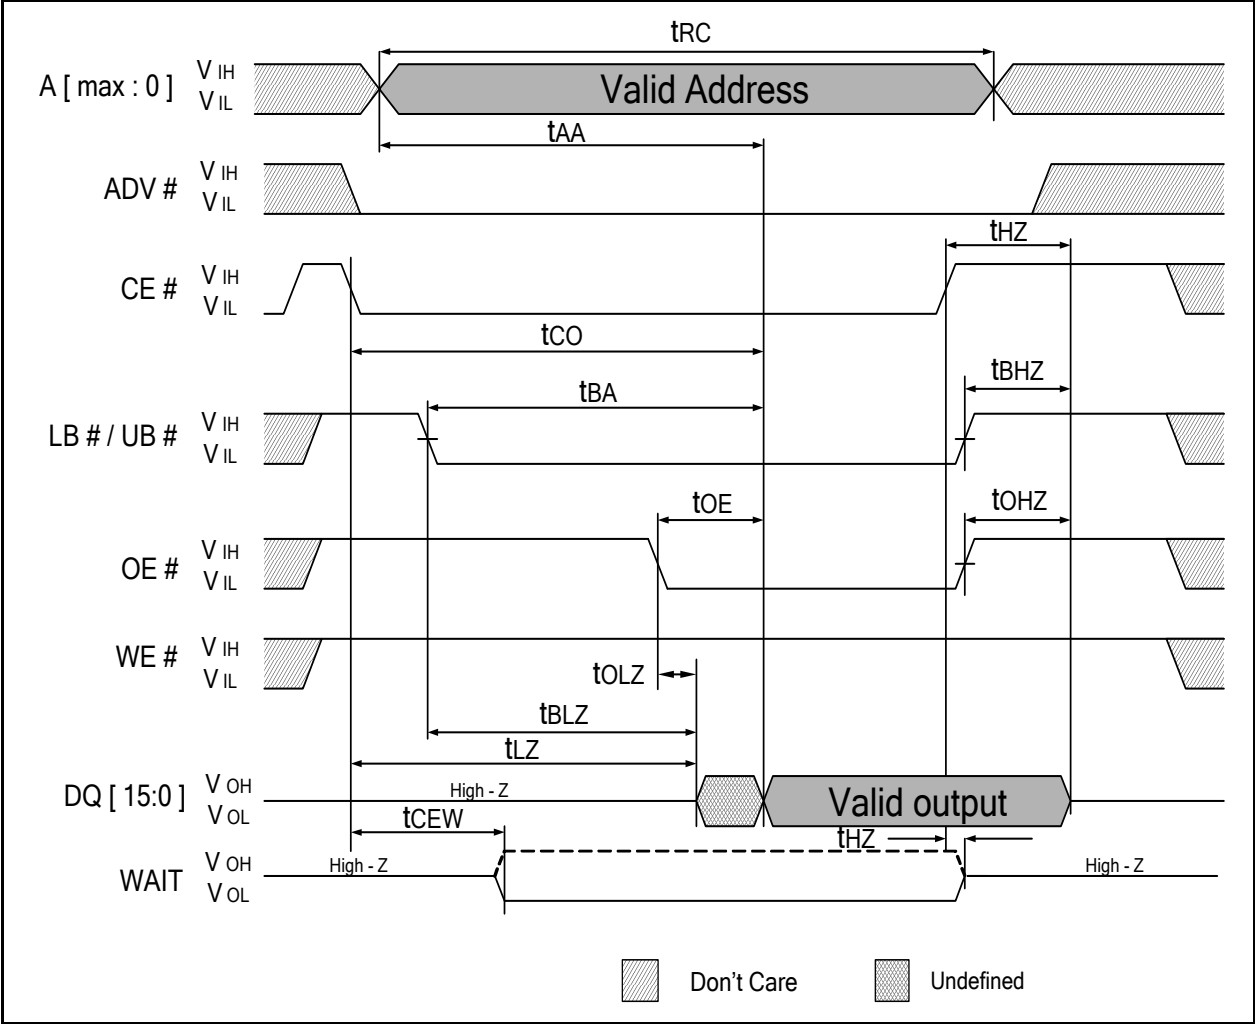 tRC
A [ max : 0 ]
V IH
V IL
Valid Address
tAA
ADV #
V IH
V IL
tHZ
CE #
V IH
V IL
tCO
tBHZ
tBA
LB # / UB #
V IH
V IL
tOE
tOHZ
OE #
V IH
V IL
WE #
V IH
V IL
tOLZ
tBLZ
tLZ
DQ [ 15:0 ]
V OH
V OL
High - Z
Valid output
tCEW
tHZ
WAIT
V OH
V OL
High - Z
High - Z
Don't Care
Undefined